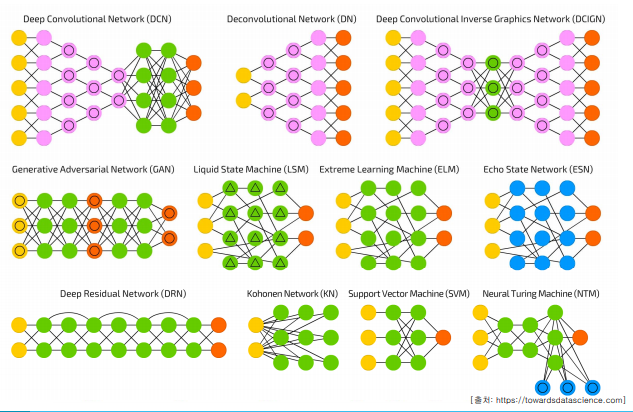 Deep Convolutional Network (DCN)
Deconvolutional Network (DN)
Deep Convolutional Inverse Graphics Network (DCIGN)
Generative Adversarial Network (GAN)
Liquid State Machine (LSM)
Extreme Learning Machine (ELM)
Echo State Network (ESN)
Deep Residual Network (DRN)
Kohonen Network (KN)
Support Vector Machine (SVM)
Neural Turing Machine (NTM)
[출처: https://towardsdatascience.com]